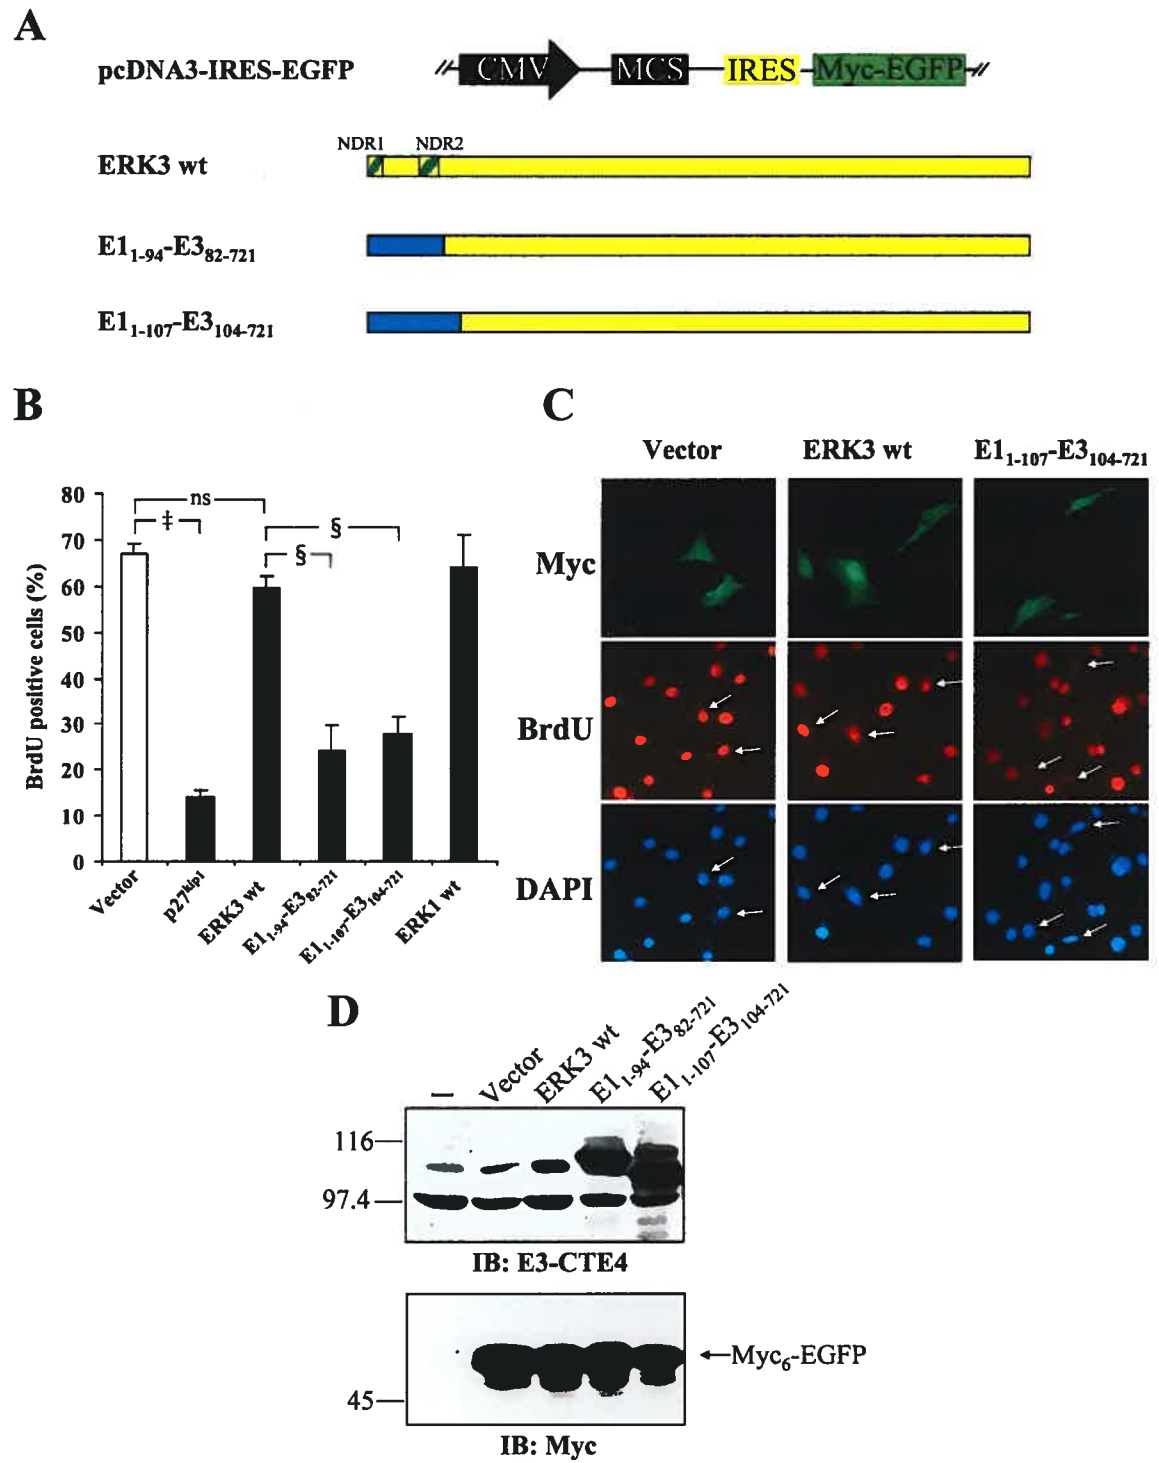 A
pcDNA3-IRES-EGFP
CMV MCS IRES Myc-EGFP
NDR1 NDR2
ERK3 wt
E1₁₋₉₄-E3₈₂₋₇₂₁
E1₁₋₁₀₇-E3₁₀₄₋₇₂₁
B
80
70
60
50
40
30
20
10
0
BrdU positive cells (%)
ns
‡
§
§
Vector
p27ᵏⁱᵖ¹
ERK3 wt
E1₁₋₉₄-E3₈₂₋₇₂₁
E1₁₋₁₀₇-E3₁₀₄₋₇₂₁
ERK1 wt
C
Vector ERK3 wt E1₁₋₁₀₇-E3₁₀₄₋₇₂₁
Myc
BrdU
DAPI
D
–
Vector
ERK3 wt
E1₁₋₉₄-E3₈₂₋₇₂₁
E1₁₋₁₀₇-E3₁₀₄₋₇₂₁
116
97.4
IB: E3-CTE4
Myc₆-EGFP
45
IB: Myc